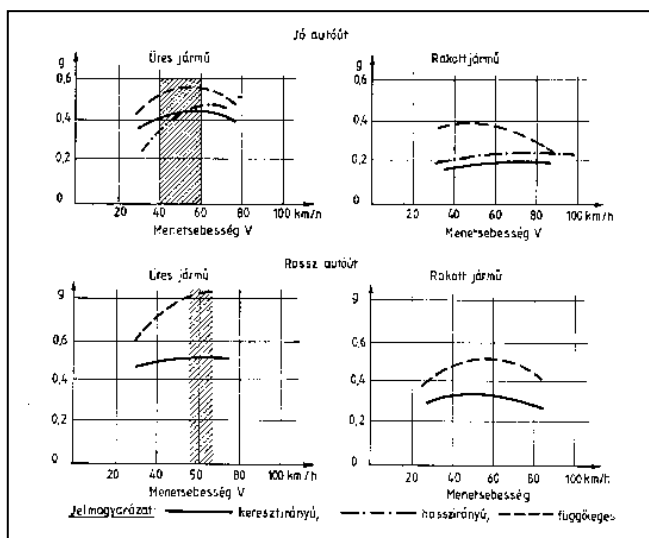 Jó autóút
Üres jármű
g
0,6
0,4
0,2
0
20 40 60 80 100 km/h
Menetsebesség V
Rakott jármű
g
0,6
0,4
0,2
0
20 40 60 80 100 km/h
Menetsebesség V
Rossz autóút
Üres jármű
g
0,6
0,4
0,2
0
20 40 60 80 100 km/h
Menetsebesség V
Rakott jármű
g
0,6
0,4
0,2
0
20 40 60 80 100 km/h
Menetsebesség
Jelmagyarázat: keresztirányú, hosszirányú, függőleges